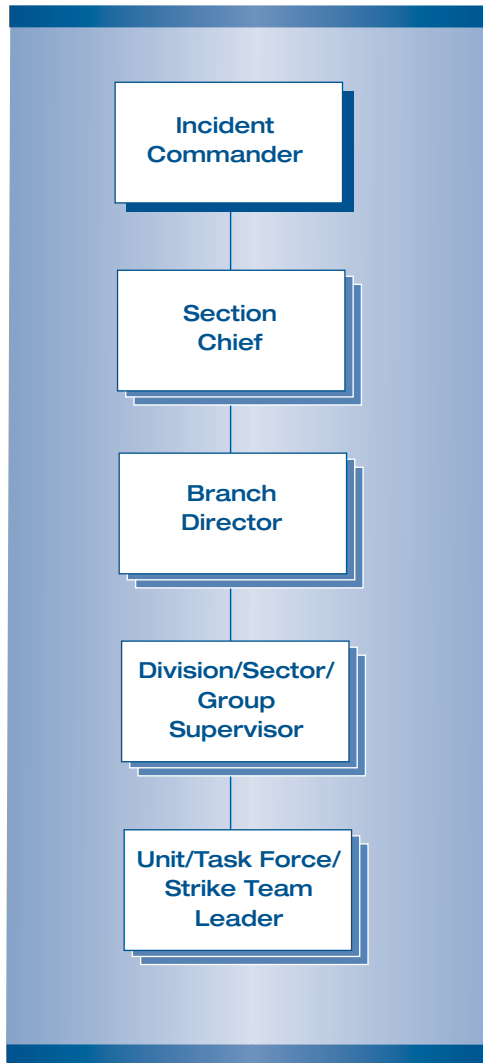 Incident
Commander
Section
Chief
Branch
Director
Division/Sector/
Group
Supervisor
Unit/Task Force/
Strike Team
Leader